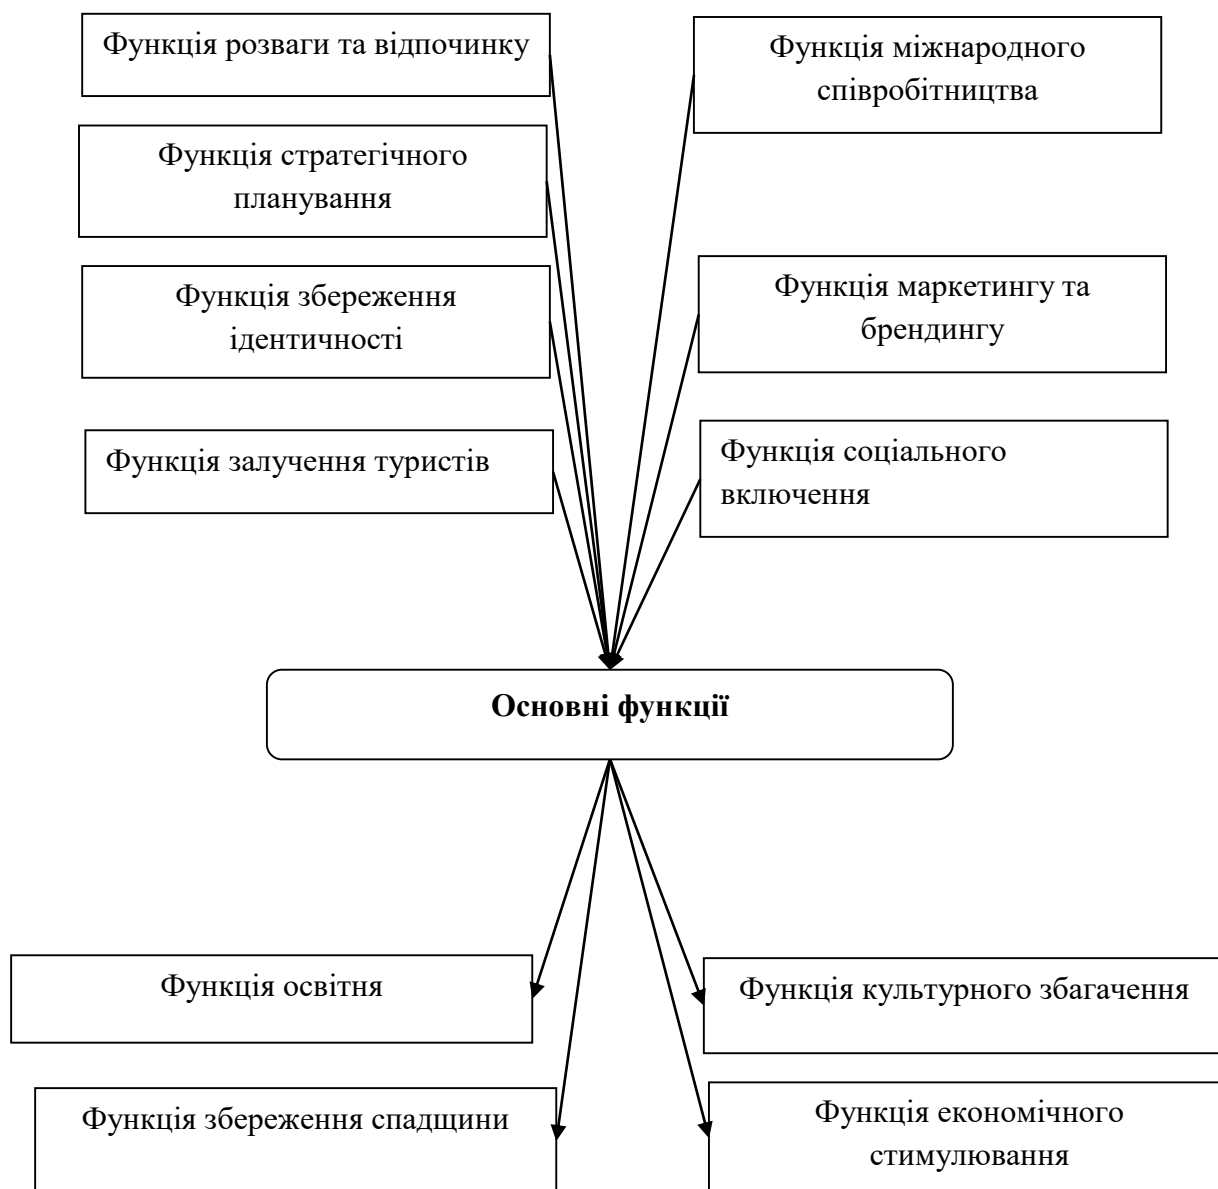 Функція розваги та відпочинку
Функція міжнародного
співробітництва
Функція стратегічного
планування
Функція збереження
ідентичності
Функція маркетингу та
брендингу
Функція залучення туристів
Функція соціального
включення
Основні функції
Функція освітня
Функція культурного збагачення
Функція збереження спадщини
Функція економічного
стимулювання